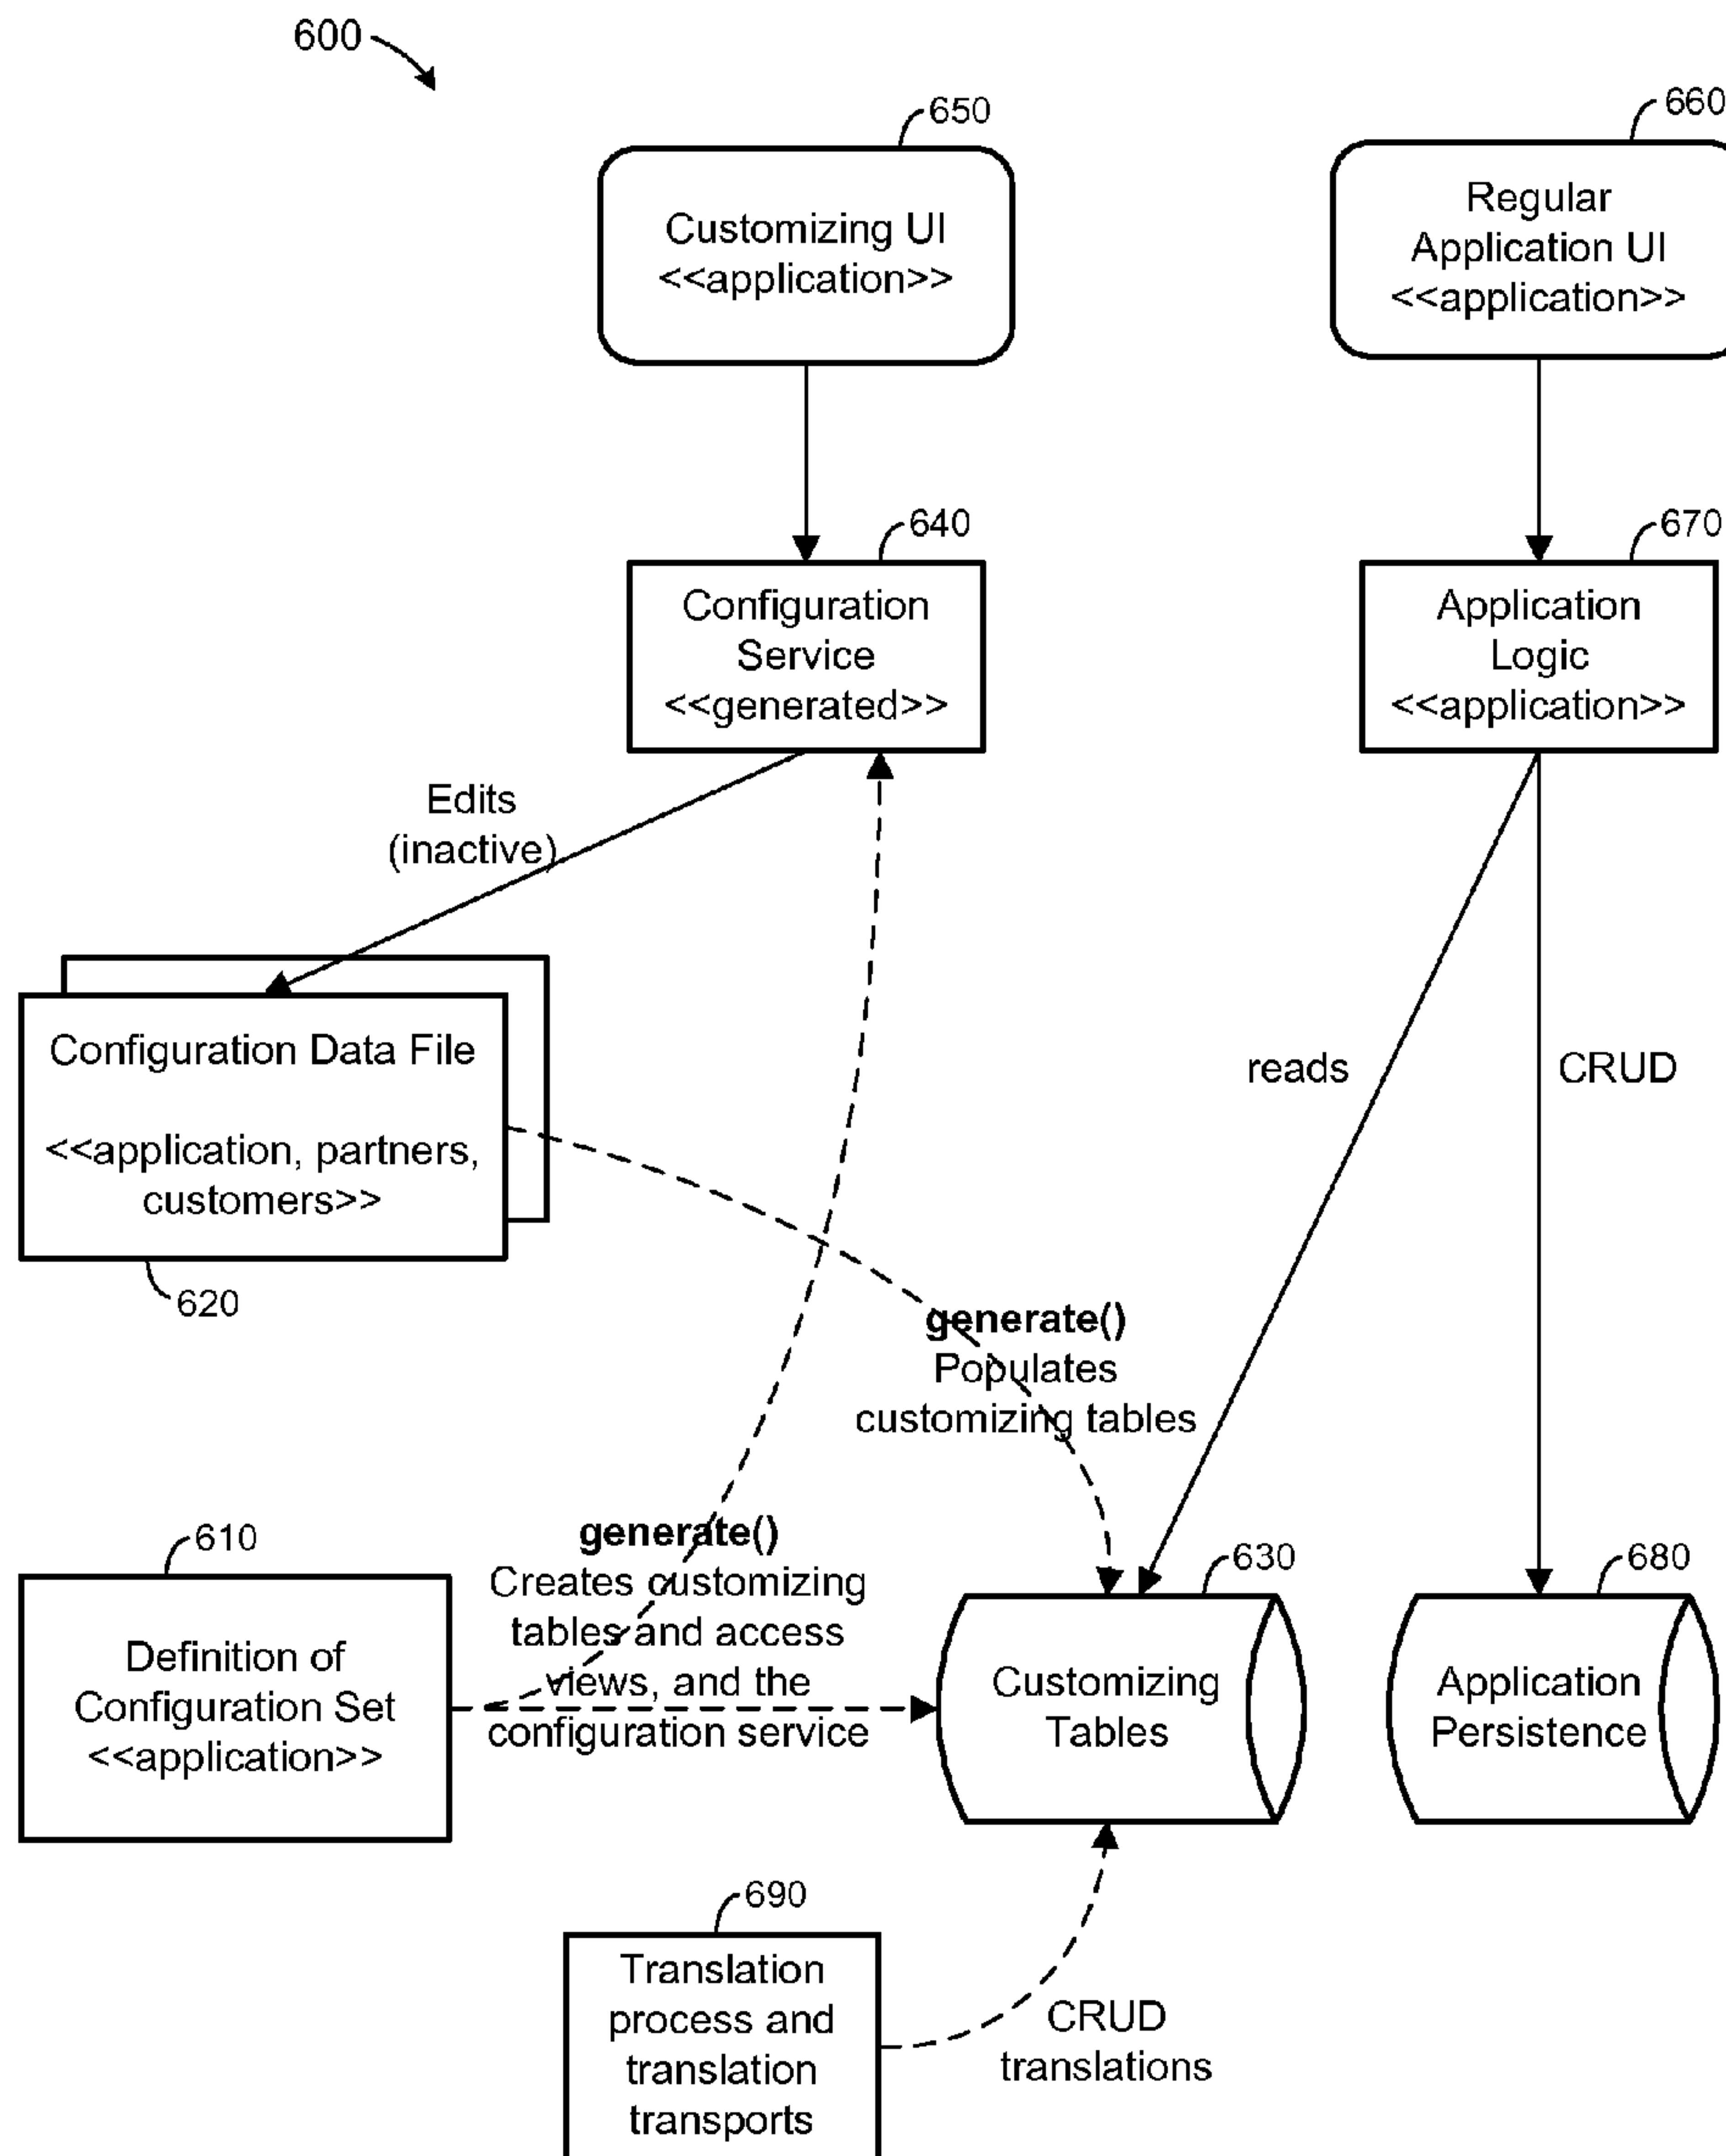 600
650
Customizing UI
<<application>>
660
Regular
Application UI
<<application>>
640
Configuration
Service
<<generated>>
670
Application
Logic
<<application>>
Edits
(inactive)
Configuration Data File
<<application, partners,
customers>>
620
reads
CRUD
generate()
Populates
customizing tables
610
Definition of
Configuration Set
<<application>>
generate()
Creates customizing
tables and access
views, and the
configuration service
630
Customizing
Tables
680
Application
Persistence
690
Translation
process and
translation
transports
CRUD
translations